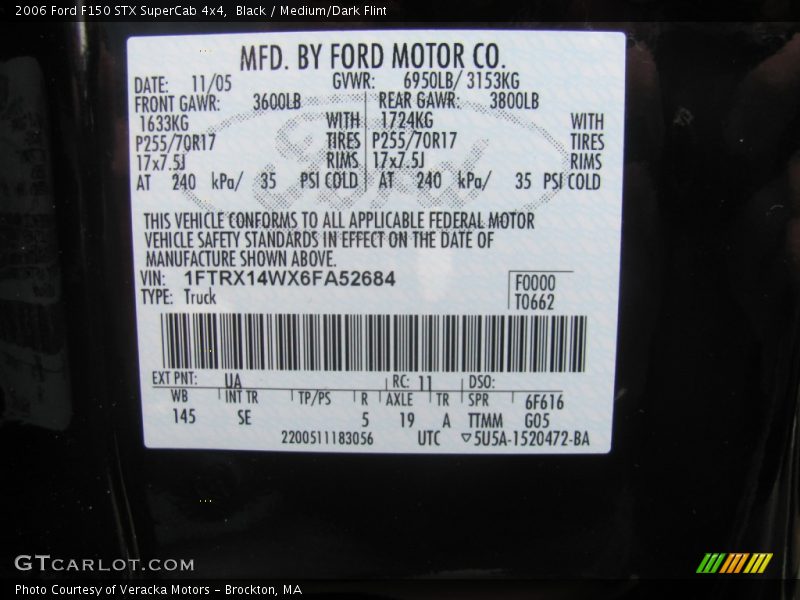 2006 Ford F150 STX SuperCab 4x4, Black / Medium/Dark Flint
MFD. BY FORD MOTOR CO.
DATE: 11/05 GVWR: 6950LB/ 3153KG
FRONT GAWR: 3600LB REAR GAWR: 3800LB
1633KG WITH 1724KG WITH
P255/70R17 TIRES P255/70R17 TIRES
17x7.5J RIMS 17x7.5J RIMS
AT 240 kPa/ 35 PSI COLD AT 240 kPa/ 35 PSI COLD
Ford
THIS VEHICLE CONFORMS TO ALL APPLICABLE FEDERAL MOTOR
VEHICLE SAFETY STANDARDS IN EFFECT ON THE DATE OF
MANUFACTURE SHOWN ABOVE.
VIN: 1FTRX14WX6FA52684 F0000
TYPE: Truck T0662
EXT PNT: UA RC: 11 DSO:
WB INT TR TP/PS R AXLE TR SPR 6F616
145 SE 5 19 A TTMM G05
2200511183056 UTC ▽5U5A-1520472-BA
GTCARLOT.COM
Photo Courtesy of Veracka Motors – Brockton, MA